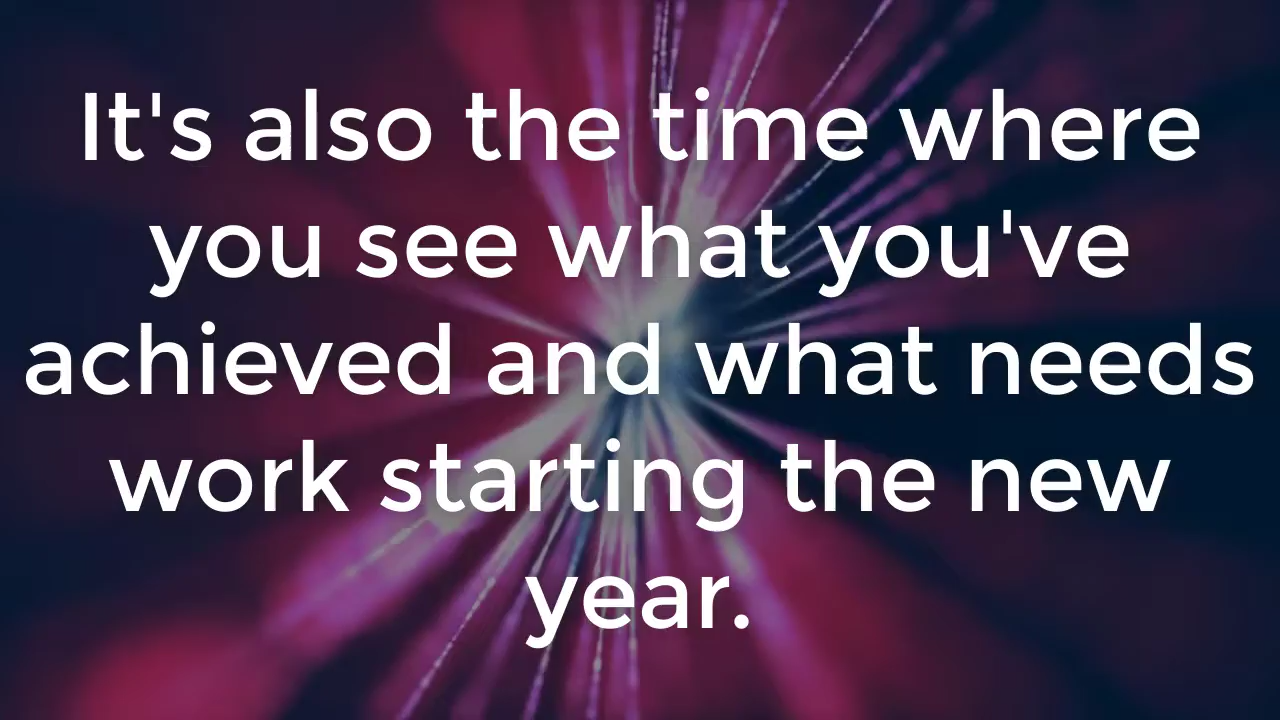 It's also the time where
you see what you've
achieved and what needs
work starting the new
year.